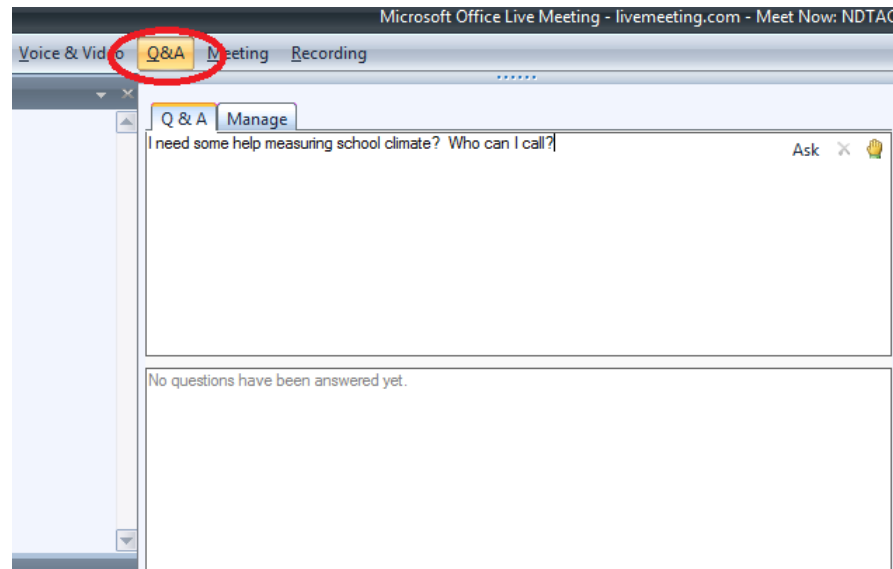 Microsoft Office Live Meeting - livemeeting.com - Meet Now: NDTAC
Voice & Video Q&A Meeting Recording
Q & A Manage
I need some help measuring school climate?  Who can I call?
Ask
No questions have been answered yet.